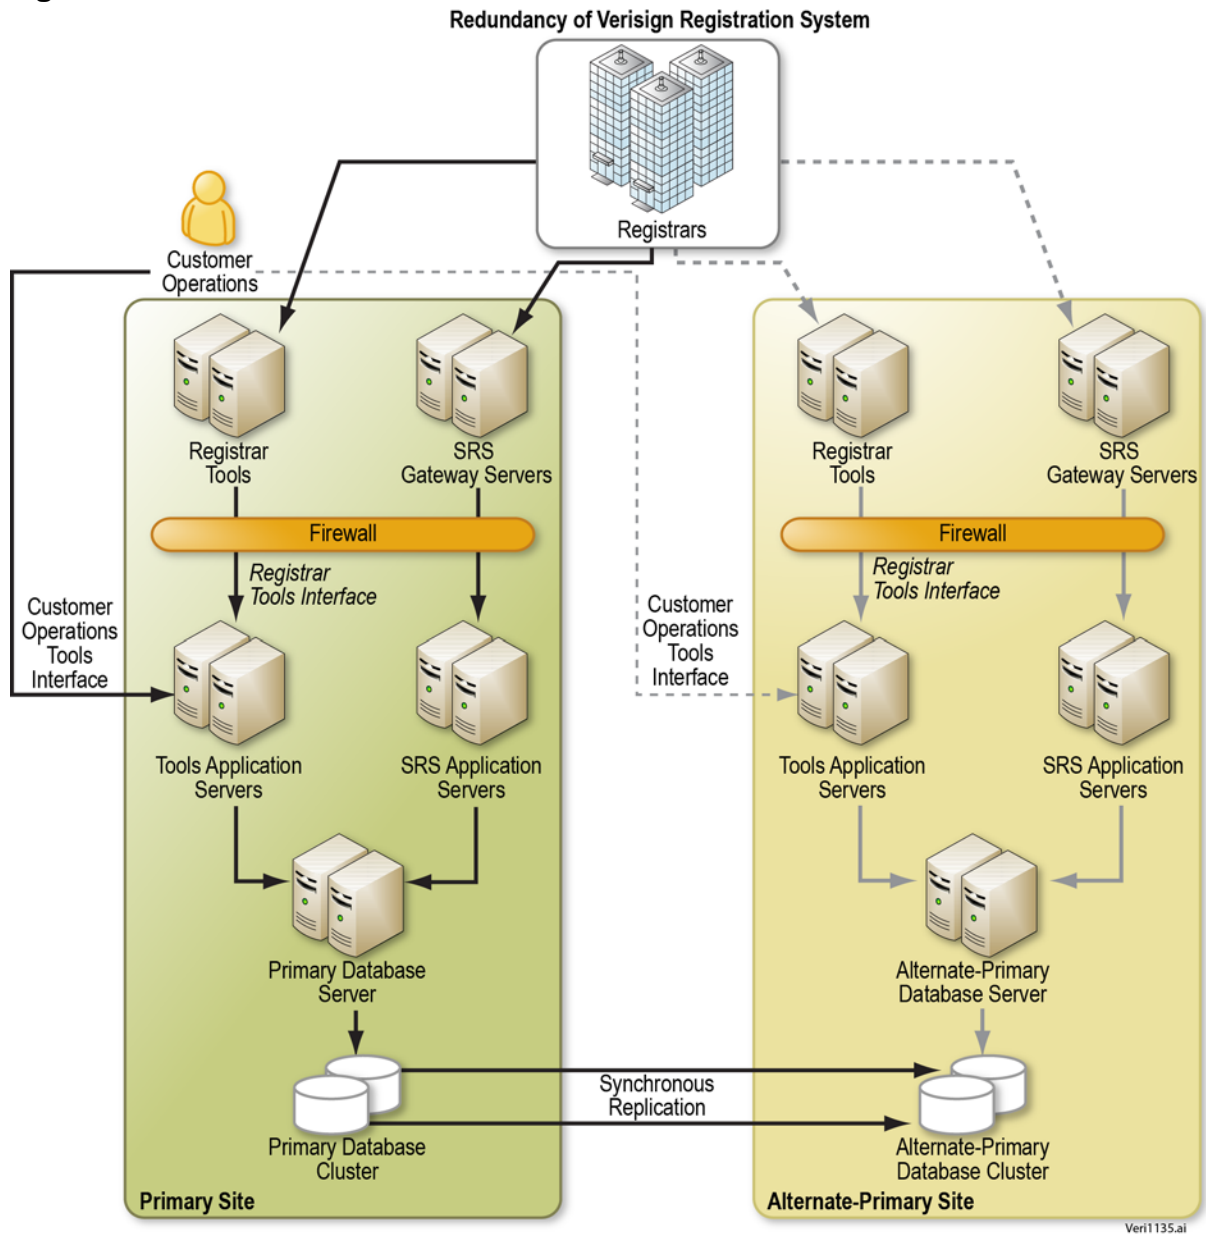 Redundancy of Verisign Registration System
Registrars
Customer
Operations
Registrar
Tools
SRS
Gateway Servers
Registrar
Tools
SRS
Gateway Servers
Firewall
Firewall
Registrar
Tools Interface
Registrar
Tools Interface
Customer
Operations
Tools
Interface
Customer
Operations
Tools
Interface
Tools Application
Servers
SRS Application
Servers
Tools Application
Servers
SRS Application
Servers
Primary Database
Server
Alternate-Primary
Database Server
Synchronous
Replication
Primary Database
Cluster
Alternate-Primary
Database Cluster
Primary Site
Alternate-Primary Site
Veri1135.ai